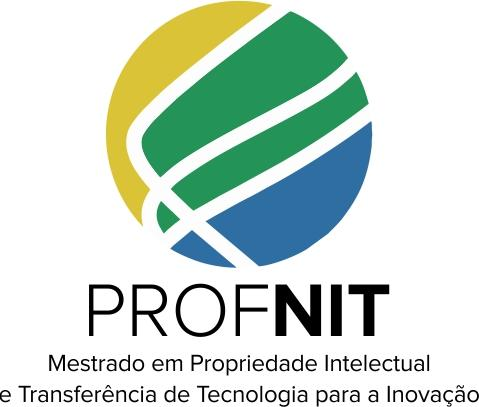 PROFNIT
Mestrado em Propriedade Intelectual
e Transferência de Tecnologia para a Inovação